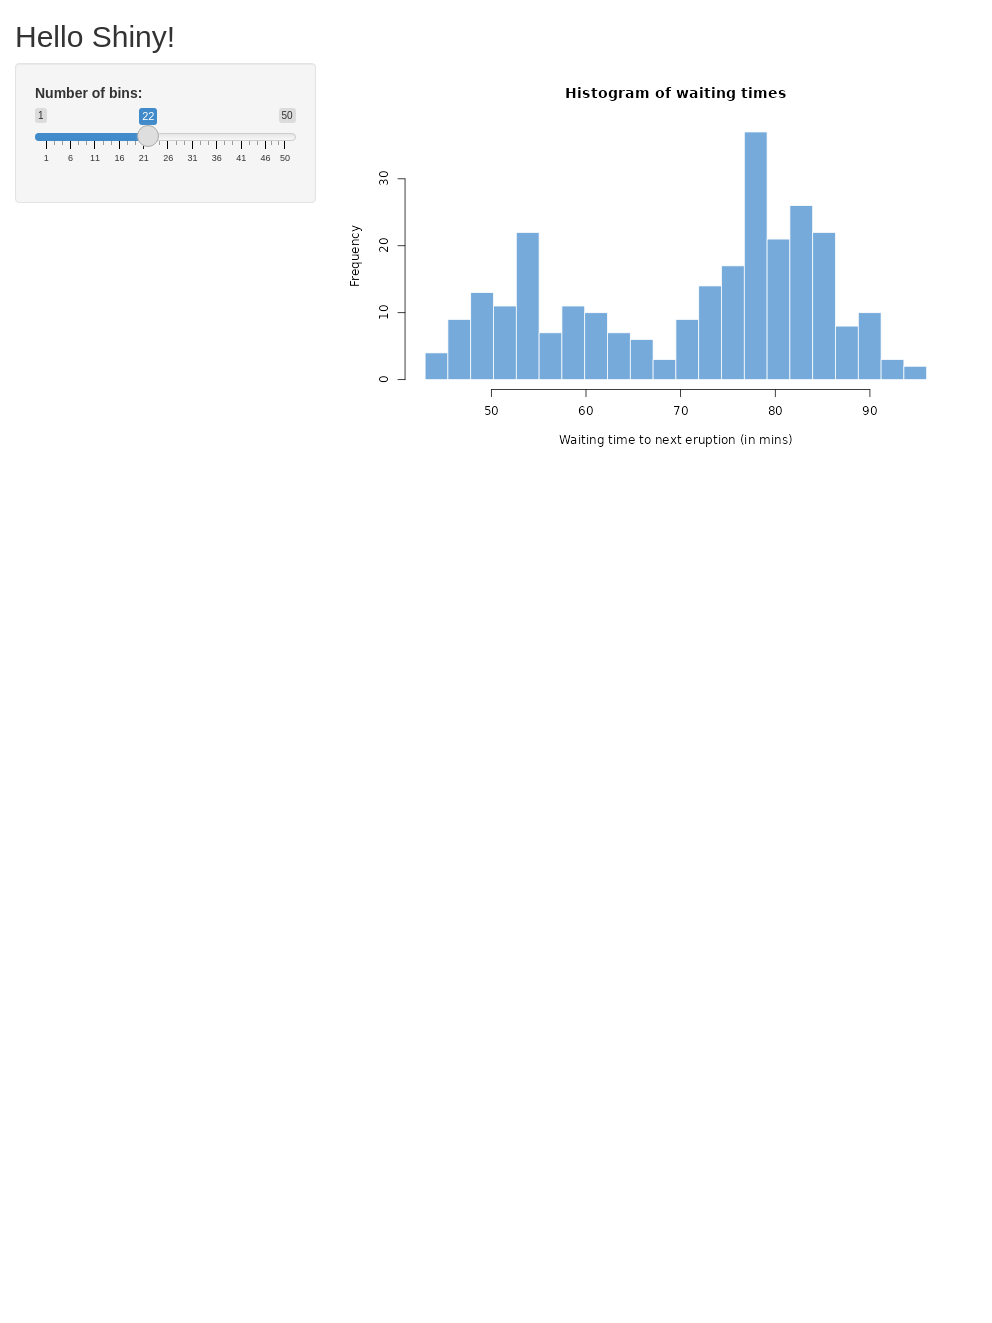 Hello Shiny!
Number of bins:
1 22 50
1 6 11 16 21 26 31 36 41 46 50
Histogram of waiting times
Frequency
0 10 20 30
50 60 70 80 90
Waiting time to next eruption (in mins)